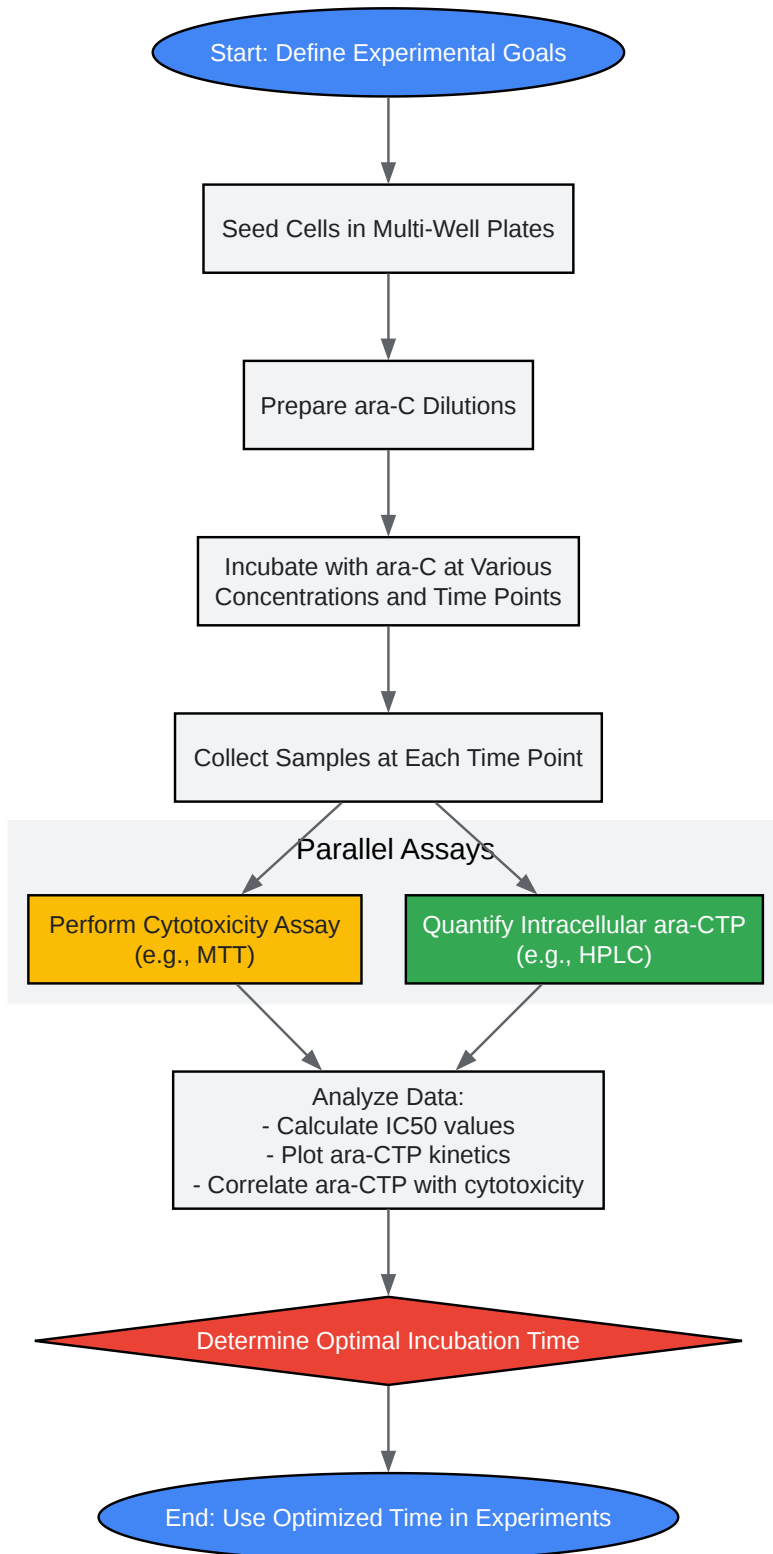 Start: Define Experimental Goals
Seed Cells in Multi-Well Plates
Prepare ara-C Dilutions
Incubate with ara-C at Various
Concentrations and Time Points
Collect Samples at Each Time Point
Parallel Assays
Perform Cytotoxicity Assay
(e.g., MTT)
Quantify Intracellular ara-CTP
(e.g., HPLC)
Analyze Data:
- Calculate IC50 values
- Plot ara-CTP kinetics
- Correlate ara-CTP with cytotoxicity
Determine Optimal Incubation Time
End: Use Optimized Time in Experiments